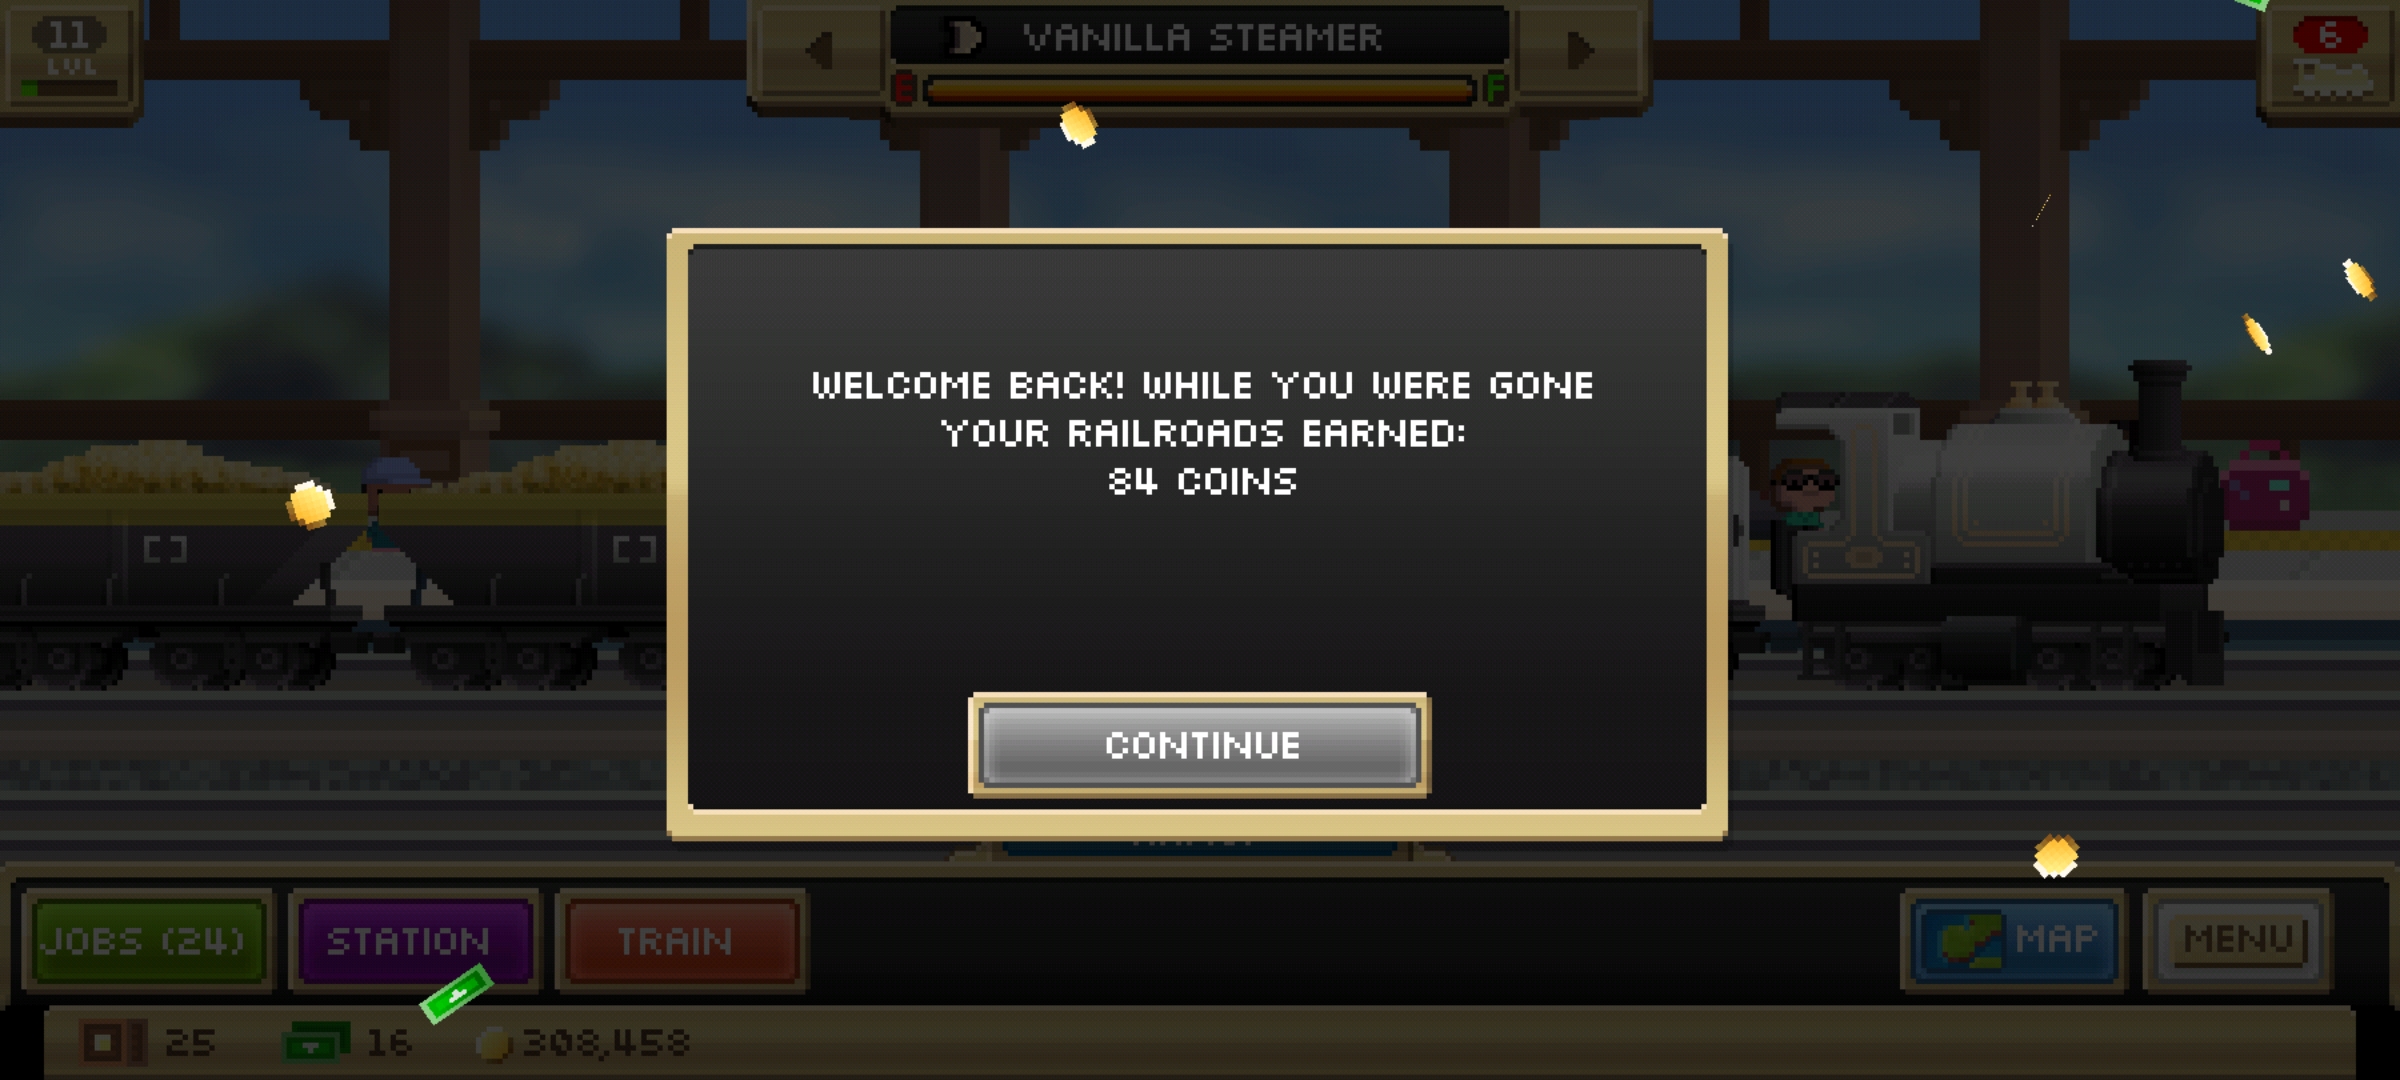 11
LVL
VANILLA STEAMER
E
F
6
WELCOME BACK! WHILE YOU WERE GONE
YOUR RAILROADS EARNED:
84 COINS
CONTINUE
JOBS (24)
STATION
TRAIN
MAP
MENU
25
16
308,458